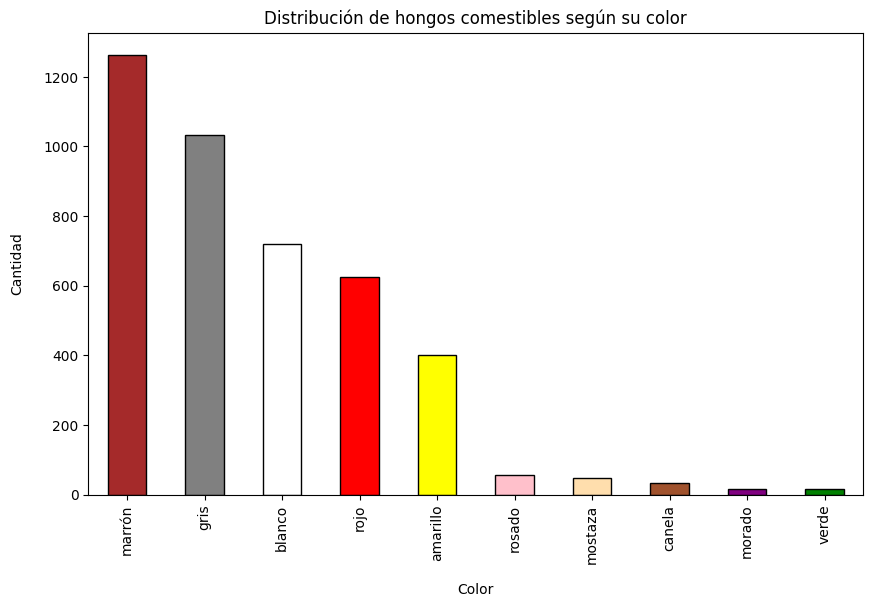 Distribución de hongos comestibles según su color
Cantidad
1200
1000
800
600
400
200
0
marrón
gris
blanco
rojo
amarillo
rosado
mostaza
canela
morado
verde
Color